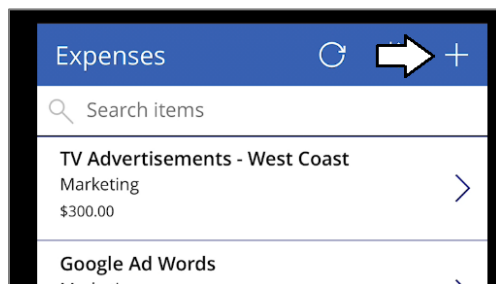 Expenses
Search items
TV Advertisements - West Coast
Marketing
$300.00
Google Ad Words